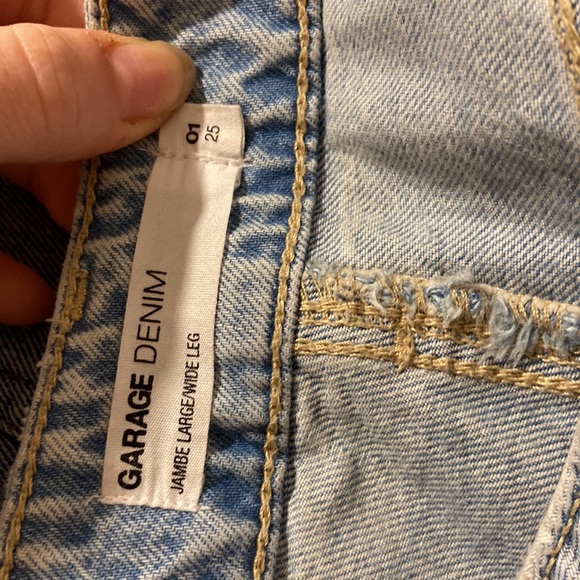 01
25
GARAGE DENIM
JAMBE LARGE/WIDE LEG